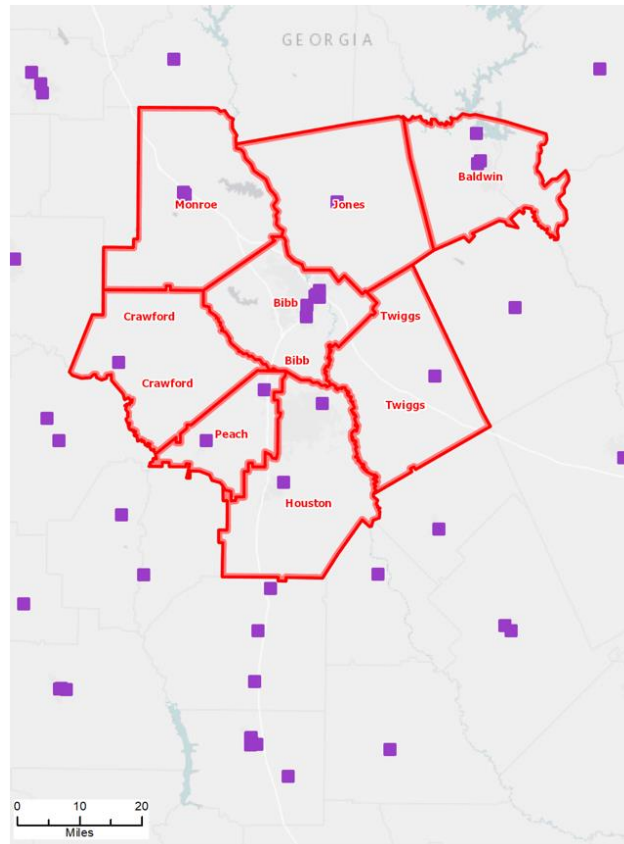 GEORGIA
Baldwin
Monroe
Jones
Bibb
Crawford
Twiggs
Bibb
Crawford
Twiggs
Peach
Houston
0 10 20
Miles